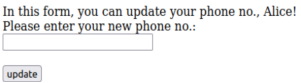 In this form, you can update your phone no., Alice!
Please enter your new phone no.:
update